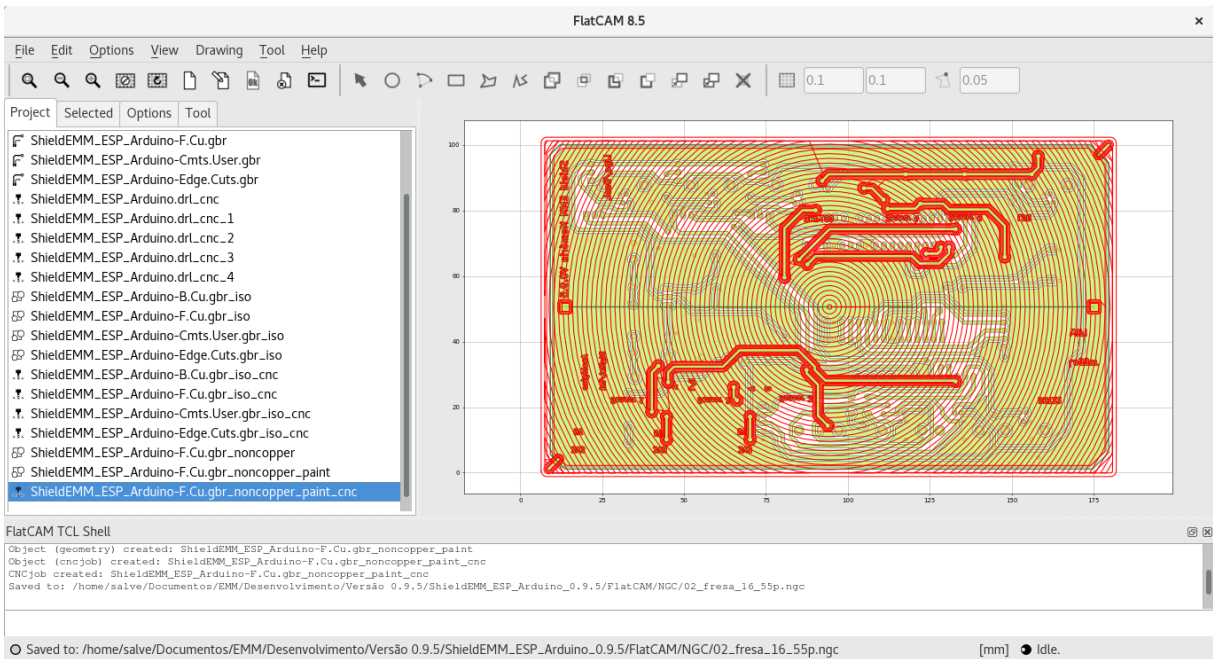 FlatCAM 8.5
×
File Edit Options View Drawing Tool Help
0.1 0.1 0.05
Project Selected Options Tool
ShieldEMM_ESP_Arduino-F.Cu.gbr
ShieldEMM_ESP_Arduino-Cmts.User.gbr
ShieldEMM_ESP_Arduino-Edge.Cuts.gbr
ShieldEMM_ESP_Arduino.drl_cnc
ShieldEMM_ESP_Arduino.drl_cnc_1
ShieldEMM_ESP_Arduino.drl_cnc_2
ShieldEMM_ESP_Arduino.drl_cnc_3
ShieldEMM_ESP_Arduino.drl_cnc_4
ShieldEMM_ESP_Arduino-B.Cu.gbr_iso
ShieldEMM_ESP_Arduino-F.Cu.gbr_iso
ShieldEMM_ESP_Arduino-Cmts.User.gbr_iso
ShieldEMM_ESP_Arduino-Edge.Cuts.gbr_iso
ShieldEMM_ESP_Arduino-B.Cu.gbr_iso_cnc
ShieldEMM_ESP_Arduino-F.Cu.gbr_iso_cnc
ShieldEMM_ESP_Arduino-Cmts.User.gbr_iso_cnc
ShieldEMM_ESP_Arduino-Edge.Cuts.gbr_iso_cnc
ShieldEMM_ESP_Arduino-F.Cu.gbr_noncopper
ShieldEMM_ESP_Arduino-F.Cu.gbr_noncopper_paint
ShieldEMM_ESP_Arduino-F.Cu.gbr_noncopper_paint_cnc
100
80
60
40
20
0
0 25 50 75 100 125 150 175
FlatCAM TCL Shell
Object (geometry) created: ShieldEMM_ESP_Arduino-F.Cu.gbr_noncopper_paint
Object (cncjob) created: ShieldEMM_ESP_Arduino-F.Cu.gbr_noncopper_paint_cnc
CNCjob created: ShieldEMM_ESP_Arduino-F.Cu.gbr_noncopper_paint_cnc
Saved to: /home/salve/Documentos/EMM/Desenvolvimento/Versão 0.9.5/ShieldEMM_ESP_Arduino_0.9.5/FlatCAM/NGC/02_fresa_16_55p.ngc
Saved to: /home/salve/Documentos/EMM/Desenvolvimento/Versão 0.9.5/ShieldEMM_ESP_Arduino_0.9.5/FlatCAM/NGC/02_fresa_16_55p.ngc [mm] Idle.